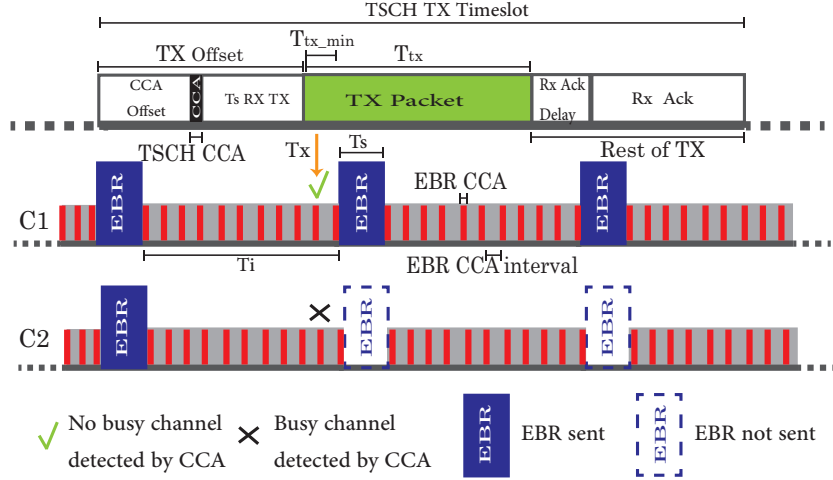 TSCH TX Timeslot
Ttx_min
TX Offset
Ttx
CCA
Offset
CCA
Ts RX TX
TX Packet
Rx Ack
Delay
Rx Ack
TSCH CCA
Tx
Ts
Rest of TX
EBR CCA
C1
EBR
EBR
EBR
Ti
EBR CCA interval
C2
EBR
EBR
EBR
No busy channel
detected by CCA
Busy channel
detected by CCA
EBR
EBR sent
EBR
EBR not sent